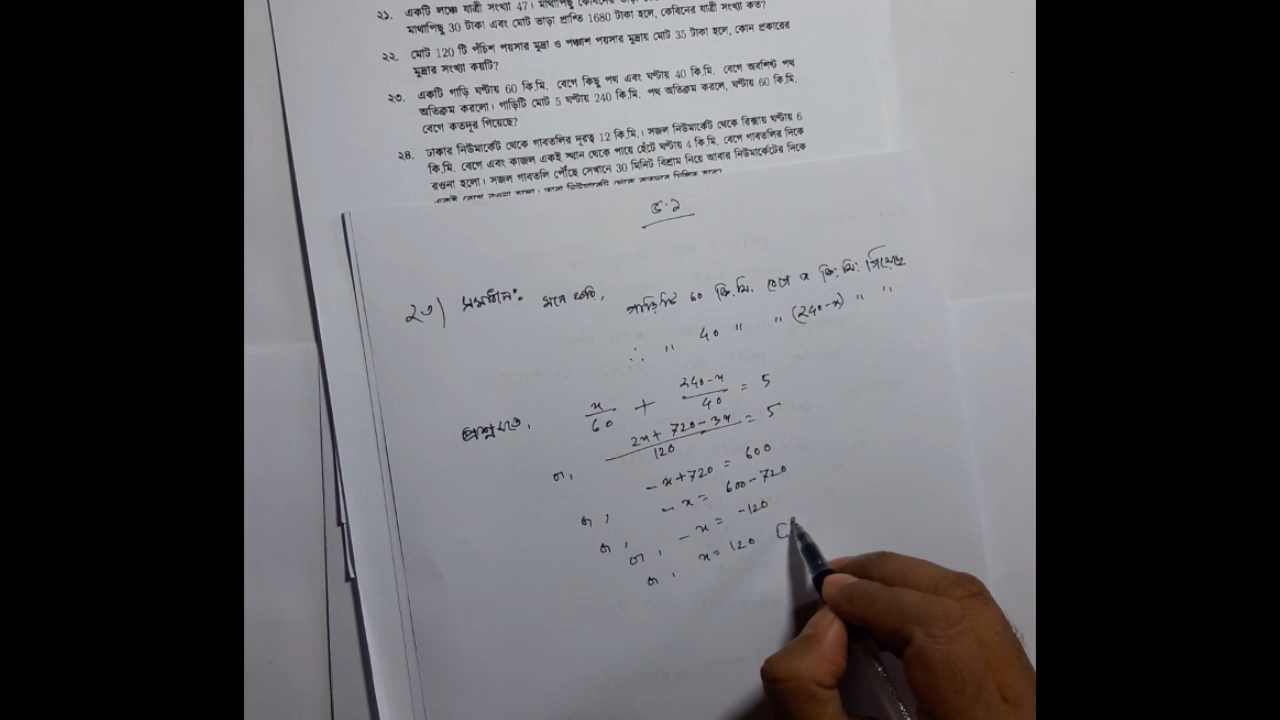 ২১. একটি লঞ্চে যাত্রী সংখ্যা 47। মাথাপিছু কেবিনের ভাড়া
মাথাপিছু 30 টাকা এবং মোট ভাড়া প্রাপ্তি 1680 টাকা হলে, কেবিনের যাত্রী সংখ্যা কত?
২২. মোট 120 টি পঁচিশ পয়সার মুদ্রা ও পঞ্চাশ পয়সার মুদ্রায় মোট 35 টাকা হলে, কোন প্রকারের
মুদ্রার সংখ্যা কয়টি?
২৩. একটি গাড়ি ঘণ্টায় 60 কি.মি. বেগে কিছু পথ এবং ঘণ্টায় 40 কি.মি. বেগে অবশিষ্ট পথ
অতিক্রম করলো। গাড়িটি মোট 5 ঘণ্টায় 240 কি.মি. পথ অতিক্রম করলে, ঘণ্টায় 60 কি.মি.
বেগে কতদূর গিয়েছে?
২৪. ঢাকার নিউমার্কেট থেকে গাবতলির দূরত্ব 12 কি.মি.। সজল নিউমার্কেট থেকে রিক্সায় ঘণ্টায় 6
কি.মি. বেগে এবং কাজল একই স্থান থেকে পায়ে হেঁটে ঘণ্টায় 4 কি.মি. বেগে গাবতলির দিকে
রওনা হলো। সজল গাবতলি পৌঁছে সেখানে 30 মিনিট বিশ্রাম নিয়ে আবার নিউমার্কেটের দিকে
৫.২
২৩) সমাধান: মনে করি, গাড়িটি 60 কি.মি. বেগে x কি.মি. গিয়েছে
∴ " 40 " " (240-x) " "
প্রশ্নমতে, x/60 + 240-x/40 = 5
বা, 2x + 720 - 3x/120 = 5
বা, -x+720 = 600
বা, -x = 600-720
বা, -x = -120
বা, x = 120 [